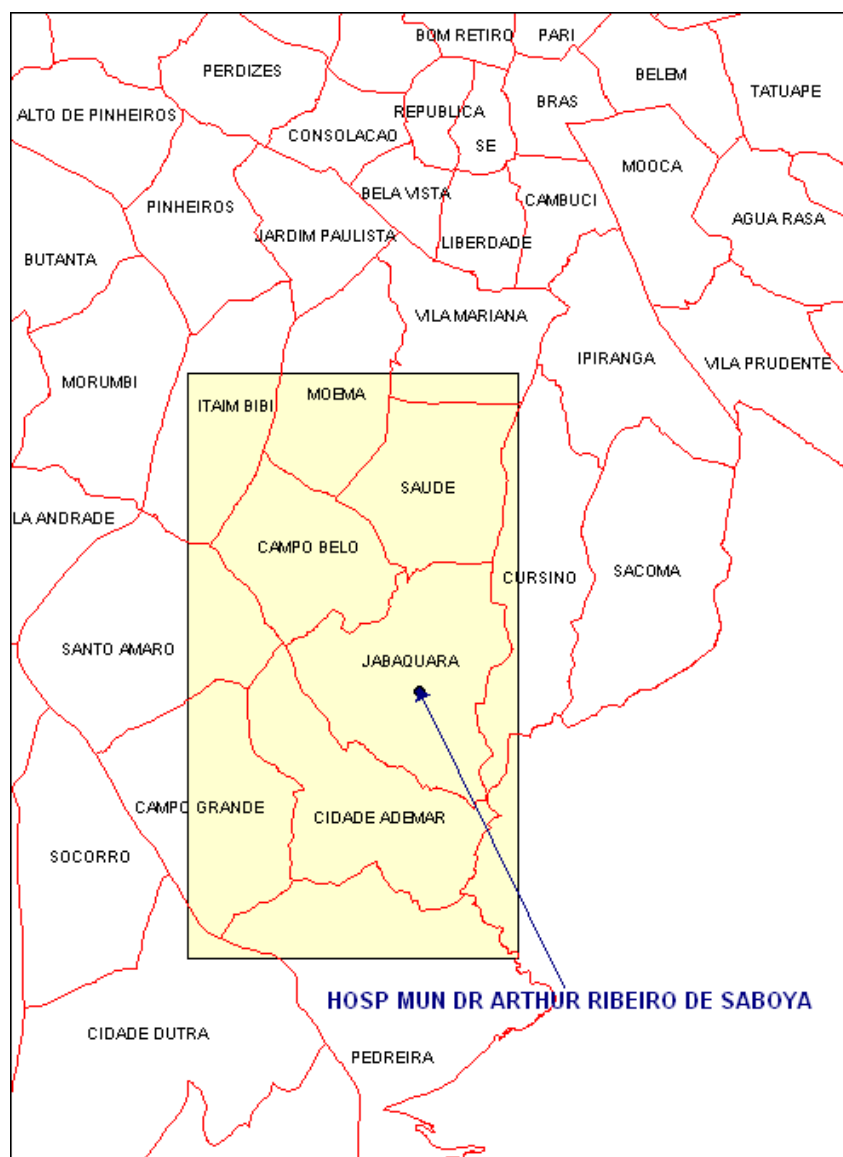 BOM RETIRO
PARI
PERDIZES
BELEM
TATUAPE
ALTO DE PINHEIROS
REPUBLICA
BRAS
CONSOLACAO
SE
MOOCA
BELA VISTA
CAMBUCI
PINHEIROS
AGUA RASA
JARDIM PAULISTA
LIBERDADE
BUTANTA
VILA MARIANA
IPIRANGA
VILA PRUDENTE
MORUMBI
MOEMA
ITAIM BIBI
SAUDE
LA ANDRADE
CAMPO BELO
SACOMA
CURSINO
SANTO AMARO
JABAQUARA
CAMPO GRANDE
CIDADE ADEMAR
SOCORRO
HOSP MUN DR ARTHUR RIBEIRO DE SABOYA
CIDADE DUTRA
PEDREIRA